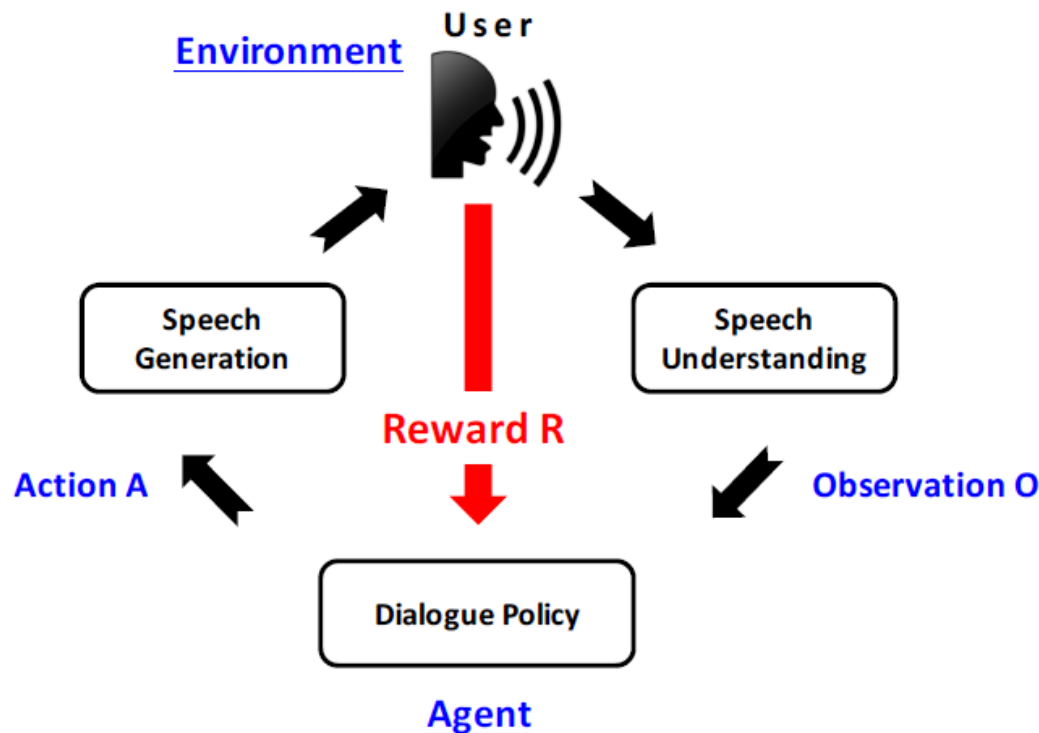 User
Environment
Speech
Generation
Speech
Understanding
Reward R
Action A
Observation O
Dialogue Policy
Agent